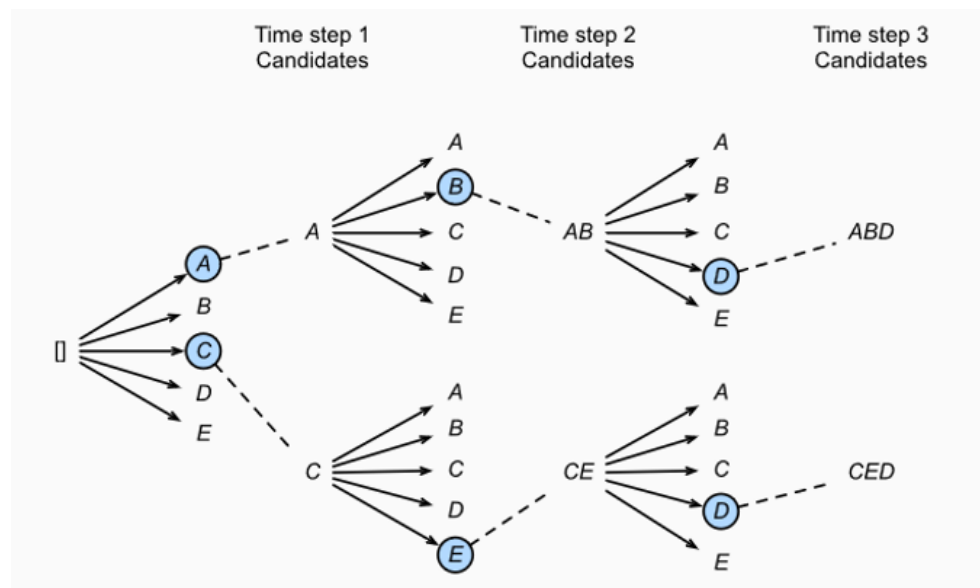 Time step 1
Candidates
Time step 2
Candidates
Time step 3
Candidates
[]
A
B
C
D
E
A
A
B
C
D
E
AB
A
B
C
D
E
ABD
C
A
B
C
D
E
CE
A
B
C
D
E
CED